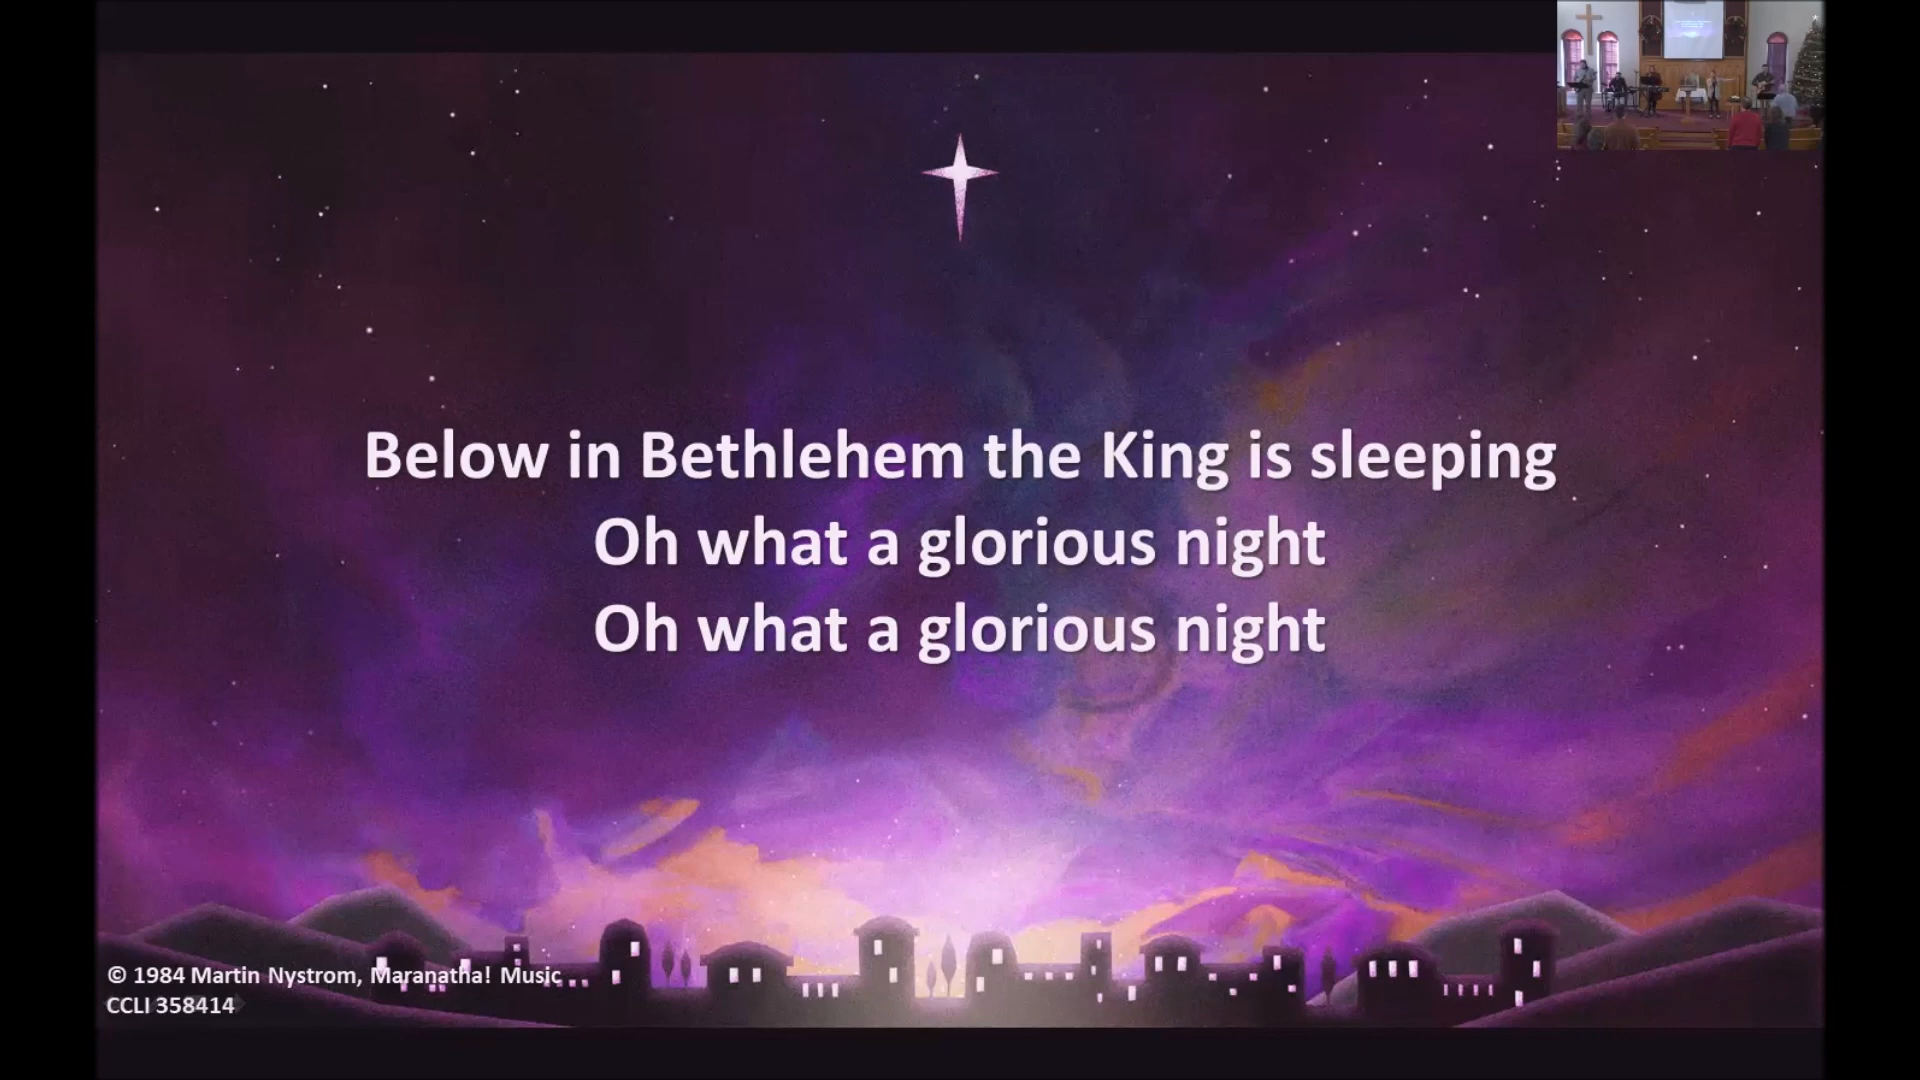 Below in Bethlehem the King is sleeping
Oh what a glorious night
Oh what a glorious night
© 1984 Martin Nystrom, Maranatha! Music
CCLI 358414